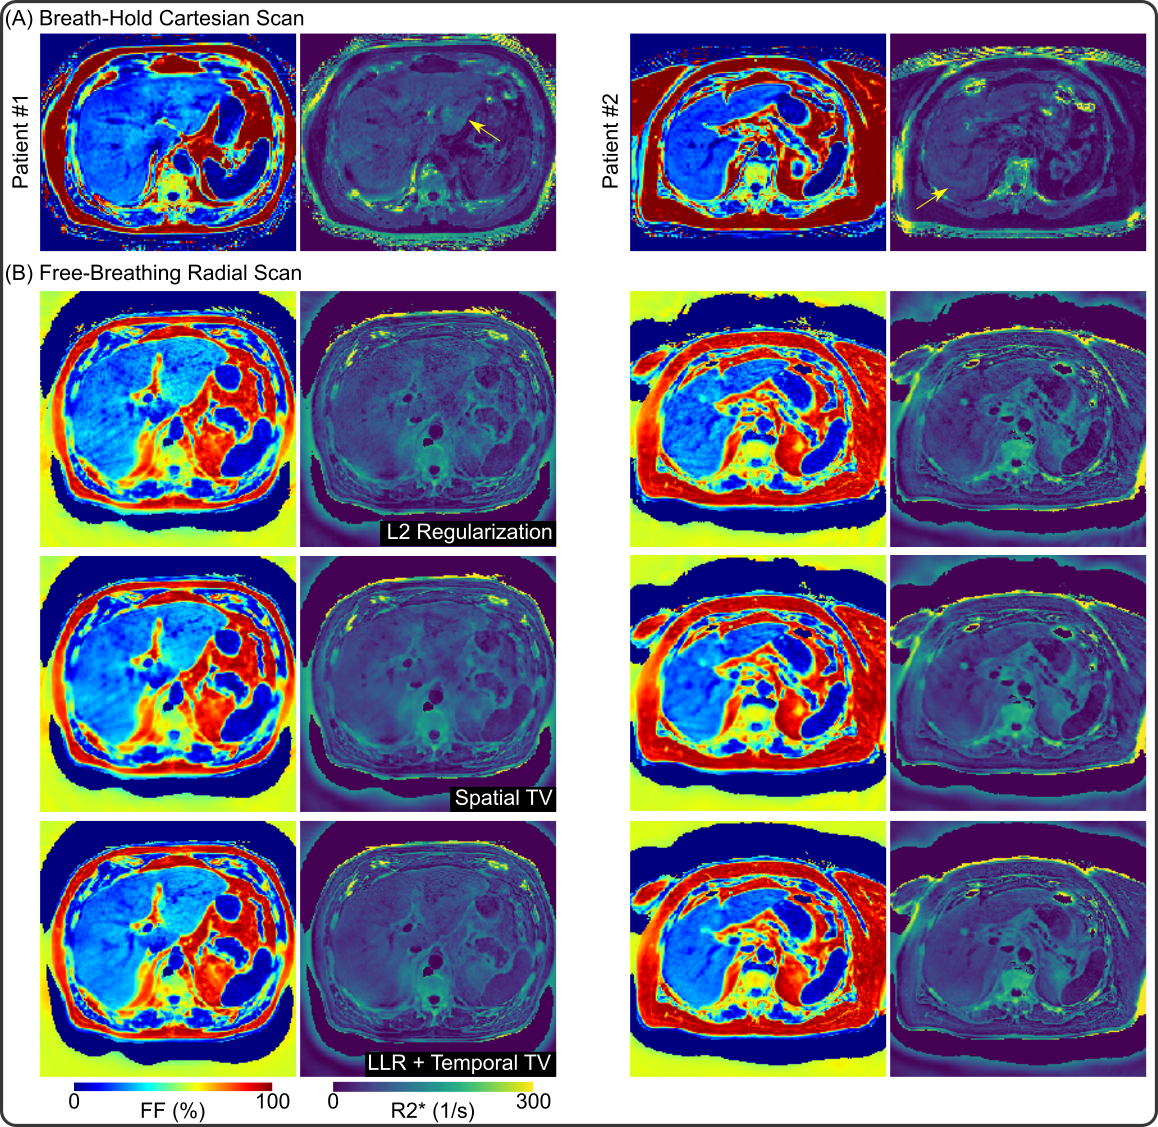 (A) Breath-Hold Cartesian Scan
Patient #1
Patient #2
(B) Free-Breathing Radial Scan
L2 Regularization
Spatial TV
LLR + Temporal TV
0 100
FF (%)
0 300
R2* (1/s)